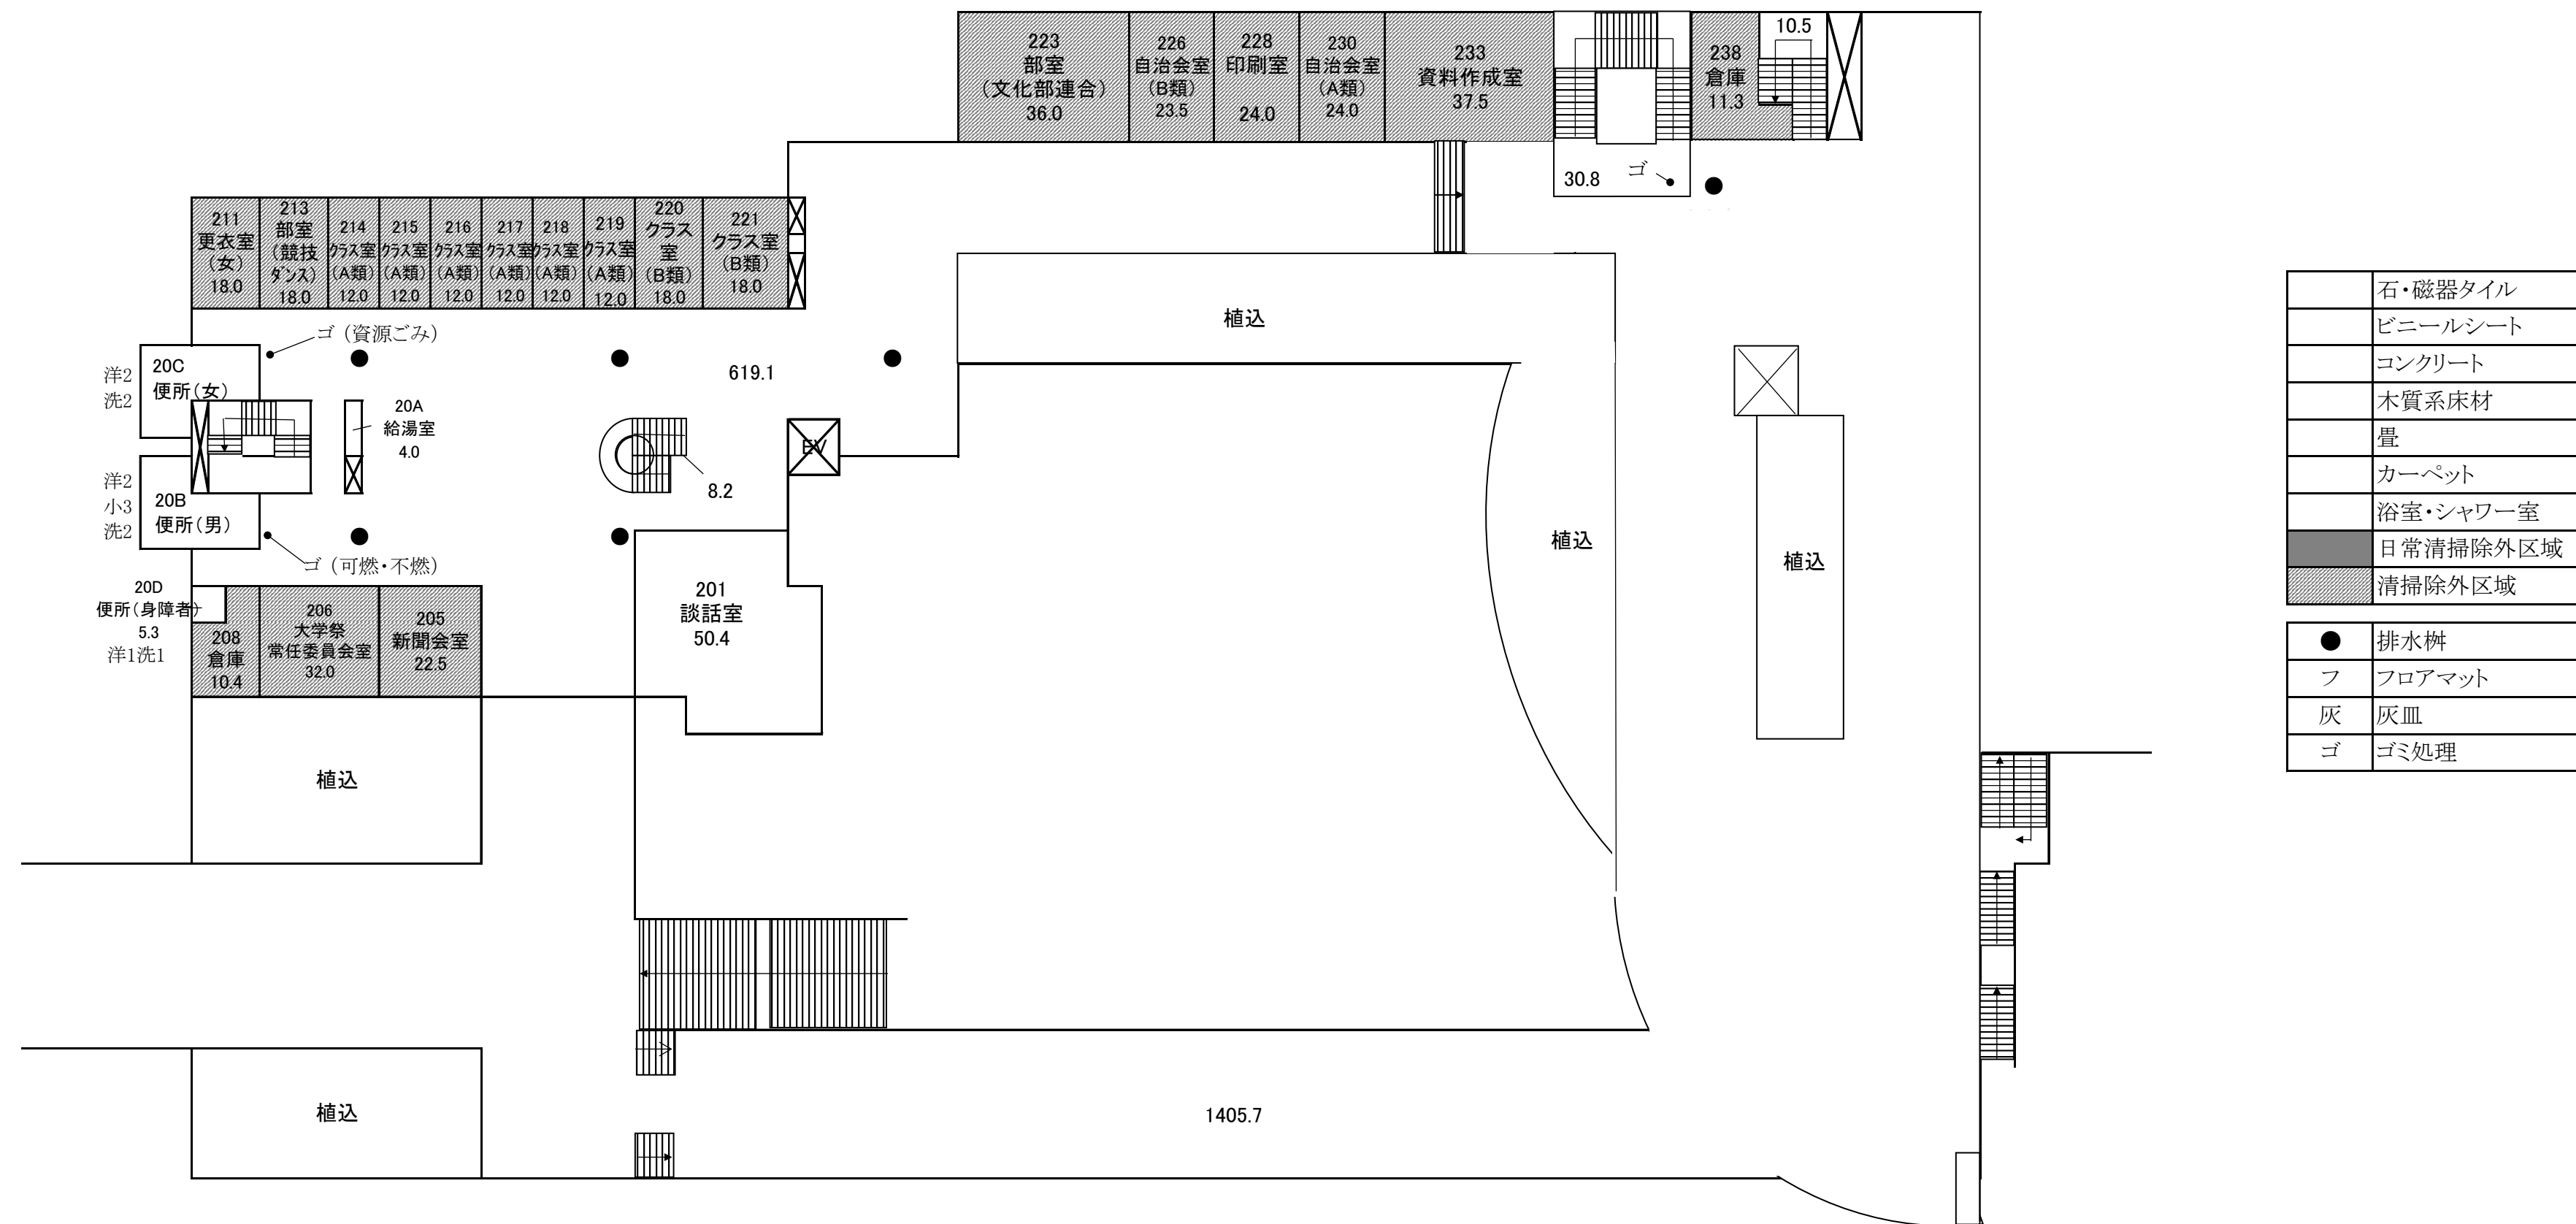 223
部室
（文化部連合）
36.0
226
自治会室
（B類）
23.5
228
印刷室
24.0
230
自治会室
（A類）
24.0
233
資料作成室
37.5
238
倉庫
11.3
10.5
30.8
ゴ
211
更衣室
（女）
18.0
213
部室
（競技
ﾀﾞﾝｽ）
18.0
214
ｸﾗｽ室
（A類）
12.0
215
ｸﾗｽ室
（A類）
12.0
216
ｸﾗｽ室
（A類）
12.0
217
ｸﾗｽ室
（A類）
12.0
218
ｸﾗｽ室
（A類）
12.0
219
ｸﾗｽ室
（A類）
12.0
220
クラス
室
（B類）
18.0
221
クラス室
（B類）
18.0
ゴ（資源ごみ）
洋2
洗2
20C
便所（女）
20A
給湯室
4.0
619.1
EV
8.2
洋2
小3
洗2
20B
便所（男）
ゴ（可燃・不燃）
20D
便所（身障者）
5.3
洋1洗1
208
倉庫
10.4
206
大学祭
常任委員会室
32.0
205
新聞会室
22.5
201
談話室
50.4
植込
植込
植込
植込
植込
1405.7
石・磁器タイル
ビニールシート
コンクリート
木質系床材
畳
カーペット
浴室・シャワー室
日常清掃除外区域
清掃除外区域
● 排水桝
フ フロアマット
灰 灰皿
ゴ ゴミ処理